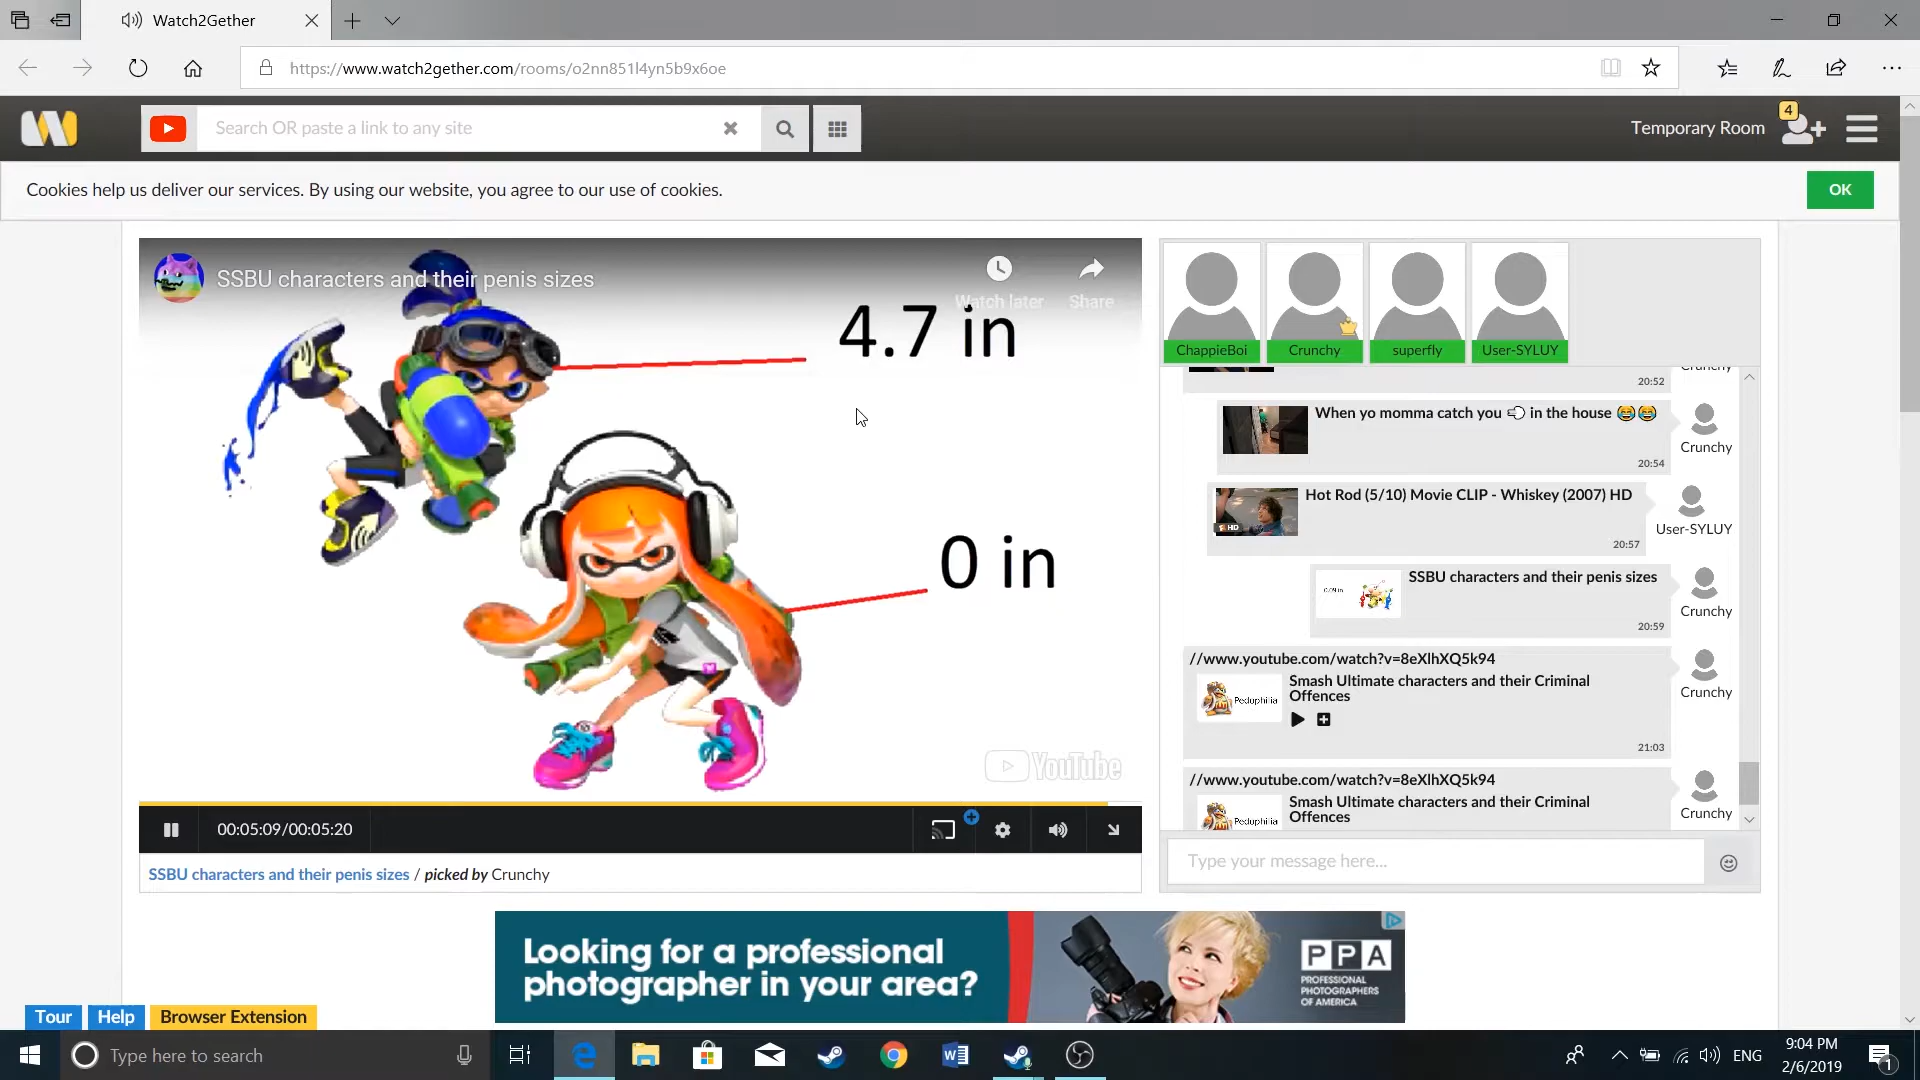 Watch2Gether
https://www.watch2gether.com/rooms/o2nn851l4yn5b9x6oe
Search OR paste a link to any site
Temporary Room
4
Cookies help us deliver our services. By using our website, you agree to our use of cookies.
OK
SSBU characters and their penis sizes
Watch later
Share
4.7 in
0 in
YouTube
00:05:09/00:05:20
SSBU characters and their penis sizes / picked by Crunchy
ChappieBoi
Crunchy
superfly
User-SYLUY
Crunchy
20:52
When yo momma catch you 💨 in the house 😂😂
Crunchy
20:54
Hot Rod (5/10) Movie CLIP - Whiskey (2007) HD
HD
User-SYLUY
20:57
SSBU characters and their penis sizes
0.09 in
Crunchy
20:59
//www.youtube.com/watch?v=8eXlhXQ5k94
Smash Ultimate characters and their Criminal
Offences
Pedophilia
Crunchy
21:03
//www.youtube.com/watch?v=8eXlhXQ5k94
Smash Ultimate characters and their Criminal
Offences
Pedophilia
Crunchy
Type your message here...
Looking for a professional
photographer in your area?
PPA
PROFESSIONAL
PHOTOGRAPHERS
OF AMERICA
Tour
Help
Browser Extension
Type here to search
ENG
9:04 PM
2/6/2019
1